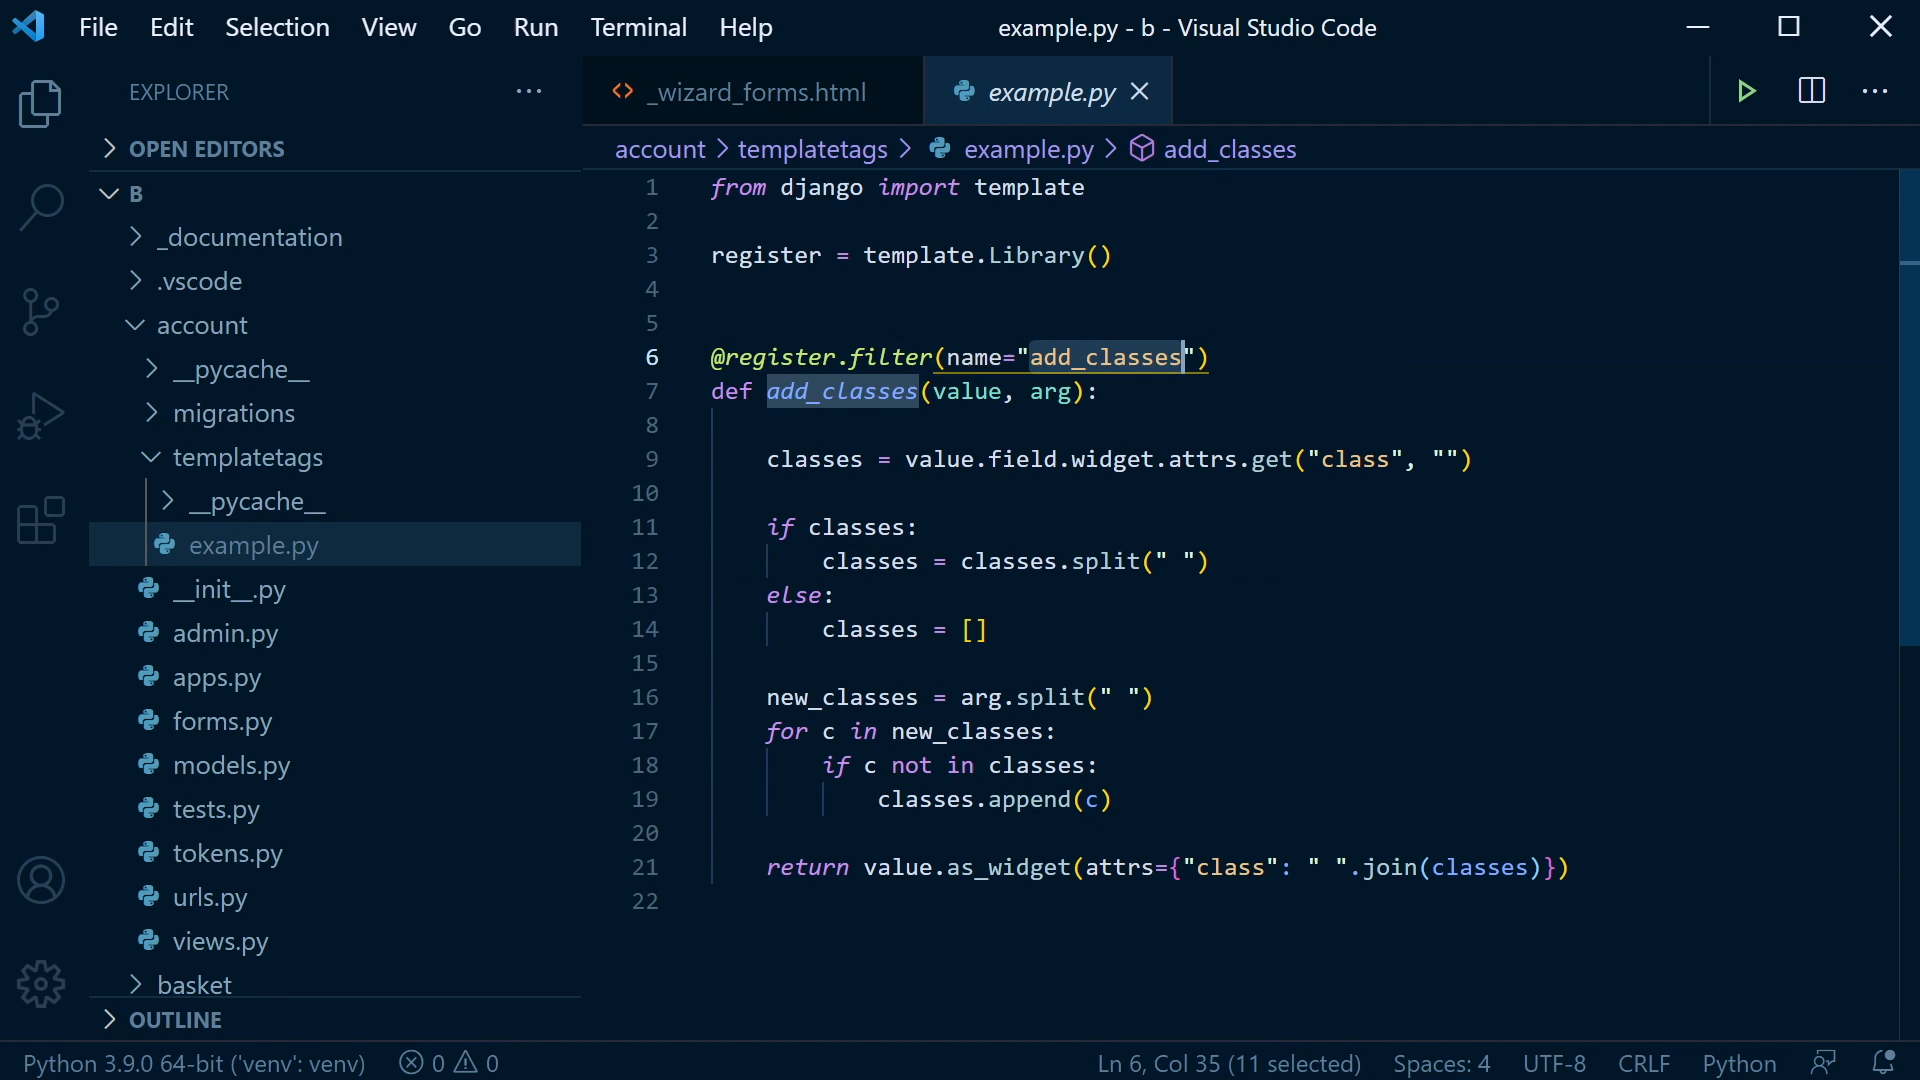 File Edit Selection View Go Run Terminal Help example.py - b - Visual Studio Code
EXPLORER
OPEN EDITORS
B
_documentation
.vscode
account
__pycache__
migrations
templatetags
__pycache__
example.py
__init__.py
admin.py
apps.py
forms.py
models.py
tests.py
tokens.py
urls.py
views.py
basket
OUTLINE
_wizard_forms.html example.py
account > templatetags > example.py > add_classes
1 from django import template
2
3 register = template.Library()
4
5
6 @register.filter(name="add_classes")
7 def add_classes(value, arg):
8
9 classes = value.field.widget.attrs.get("class", "")
10
11 if classes:
12 classes = classes.split(" ")
13 else:
14 classes = []
15
16 new_classes = arg.split(" ")
17 for c in new_classes:
18 if c not in classes:
19 classes.append(c)
20
21 return value.as_widget(attrs={"class": " ".join(classes)})
22
Python 3.9.0 64-bit ('venv': venv) 0 0 Ln 6, Col 35 (11 selected) Spaces: 4 UTF-8 CRLF Python